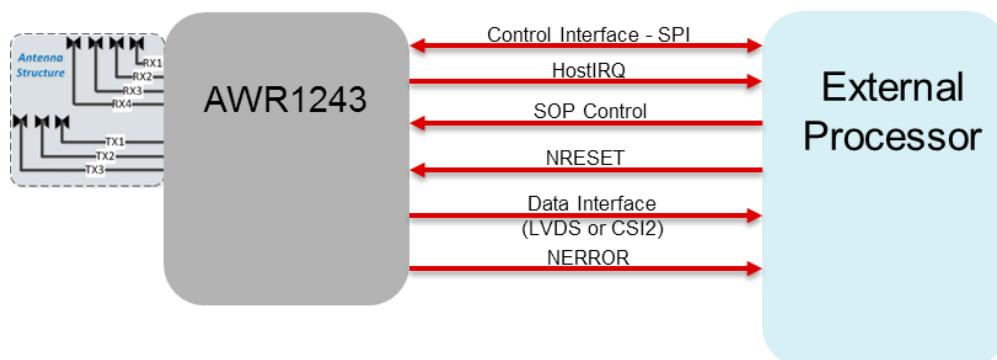 Antenna
Structure
RX1
RX2
RX3
RX4
TX1
TX2
TX3
AWR1243
Control Interface - SPI
HostIRQ
SOP Control
NRESET
Data Interface
(LVDS or CSI2)
NERROR
External
Processor